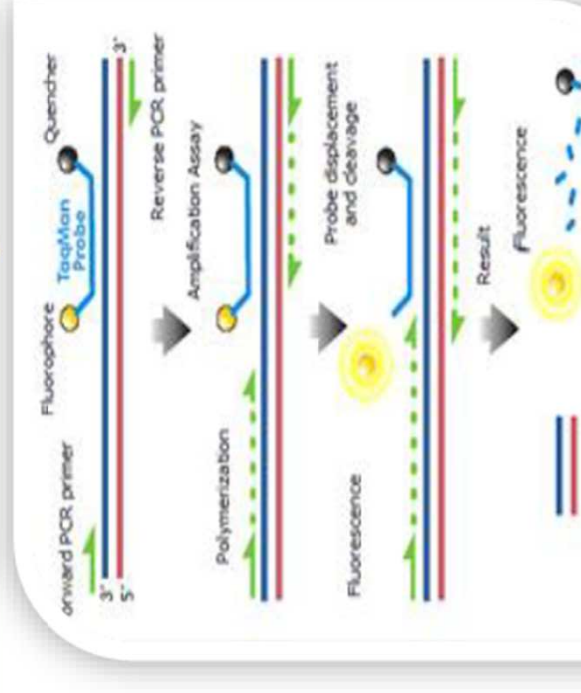 onward PCR primer
Fluorophore
TaqMan
Probe
Quencher
3'
5'
3'
Reverse PCR primer
Polymerization
Amplification Assay
Fluorescence
Probe displacement
and cleavage
Result
Fluorescence